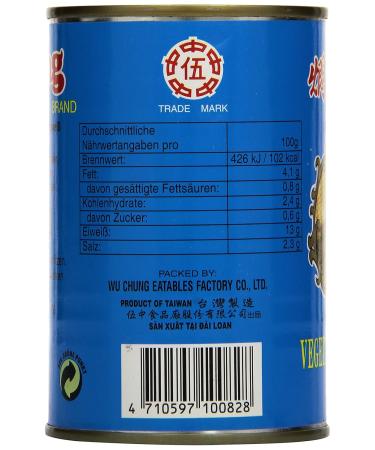 g
BRAND
伍
TRADE MARK
Durchschnittliche
Nährwertangaben pro 100g
Brennwert: 426 kJ / 102 kcal
Fett: 4,1 g
davon gesättigte Fettsäuren: 0,8 g
Kohlenhydrate: 2,4 g
davon Zucker: 0,6 g
Eiweiß: 13 g
Salz: 2,3 g
PACKED BY:
WU CHUNG EATABLES FACTORY CO., LTD.
PRODUCT OF TAIWAN 台灣製造
伍中食品廠股份有限公司出品
SẢN XUẤT TẠI ĐÀI LOAN
4 710597 100828
VEGE